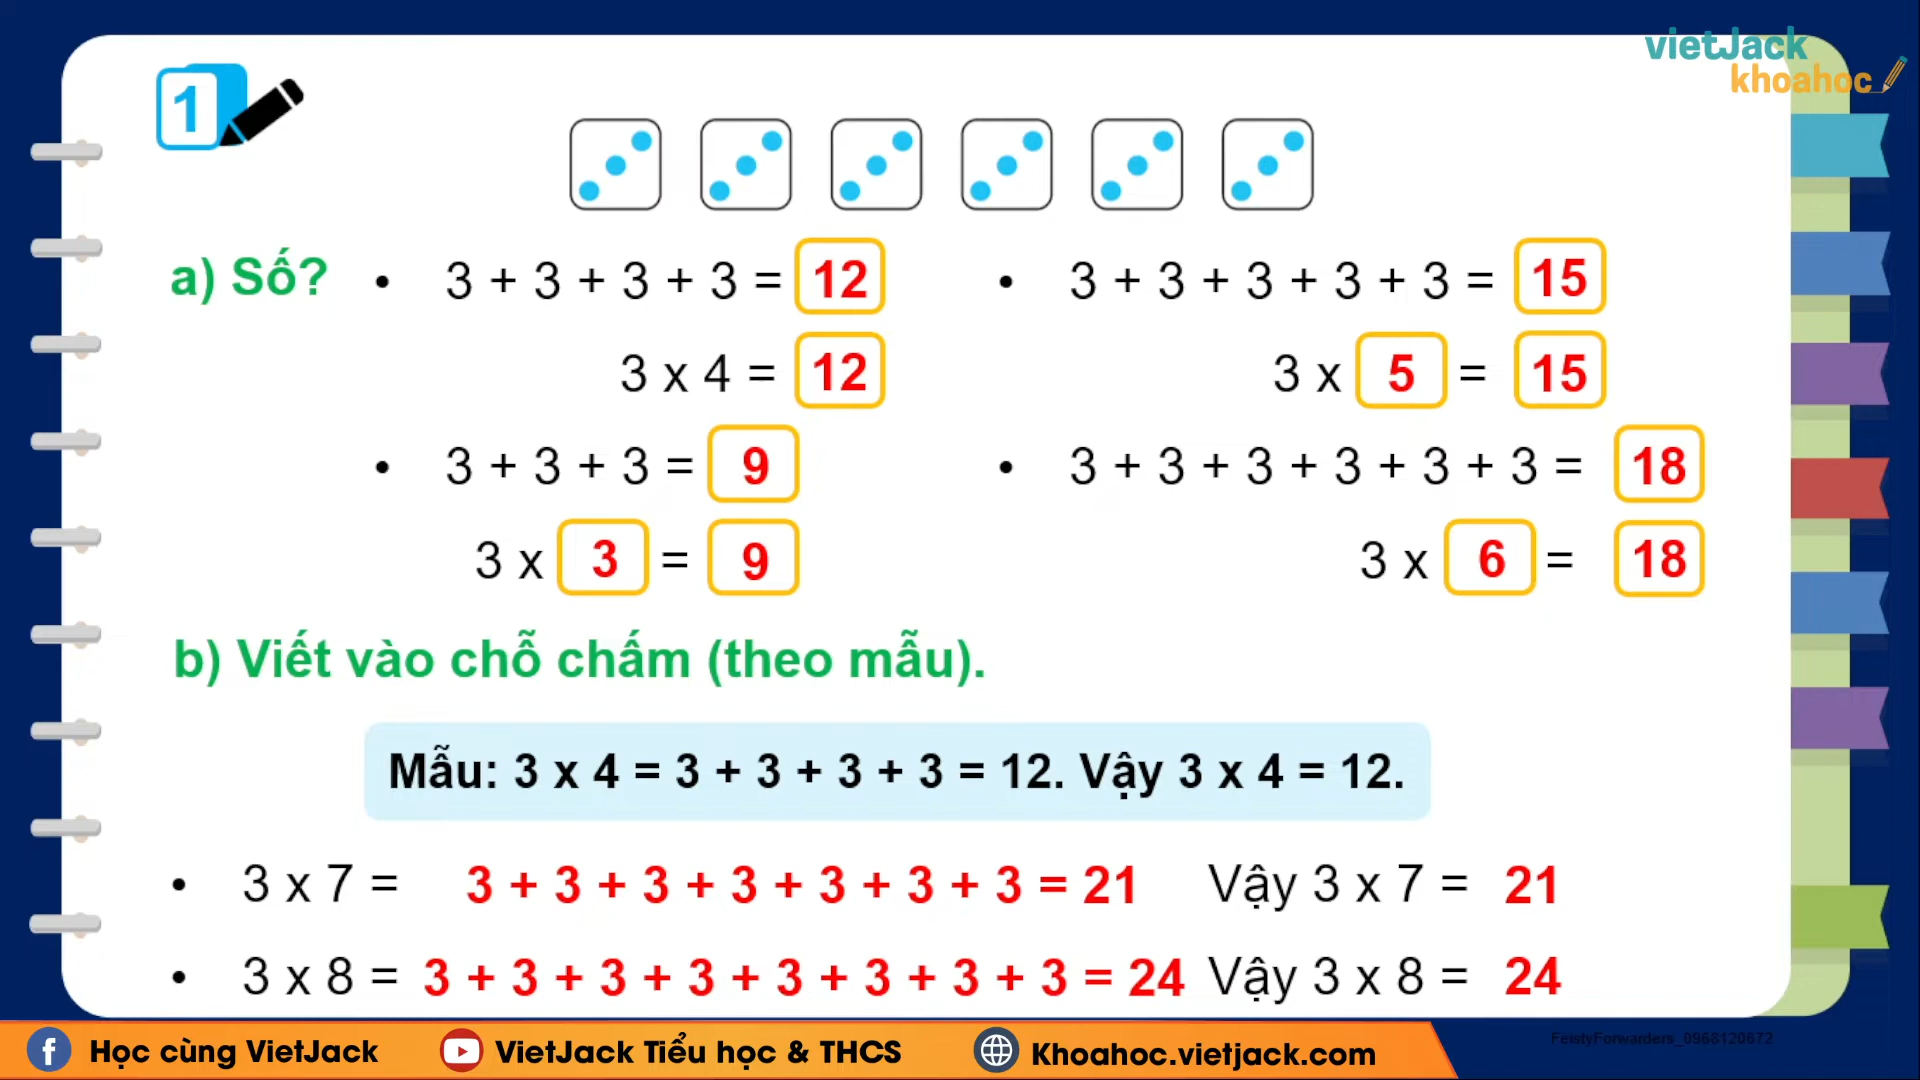 vietJack
khoahoc
1
a) Số? • 3 + 3 + 3 + 3 = 12 • 3 + 3 + 3 + 3 + 3 = 15
3 x 4 = 12 3 x 5 = 15
• 3 + 3 + 3 = 9 • 3 + 3 + 3 + 3 + 3 + 3 = 18
3 x 3 = 9 3 x 6 = 18
b) Viết vào chỗ chấm (theo mẫu).
Mẫu: 3 x 4 = 3 + 3 + 3 + 3 = 12. Vậy 3 x 4 = 12.
• 3 x 7 = 3 + 3 + 3 + 3 + 3 + 3 + 3 = 21 Vậy 3 x 7 = 21
• 3 x 8 = 3 + 3 + 3 + 3 + 3 + 3 + 3 + 3 = 24 Vậy 3 x 8 = 24
FeistyForwarders_0968120672
Học cùng VietJack VietJack Tiểu học & THCS Khoahoc.vietjack.com